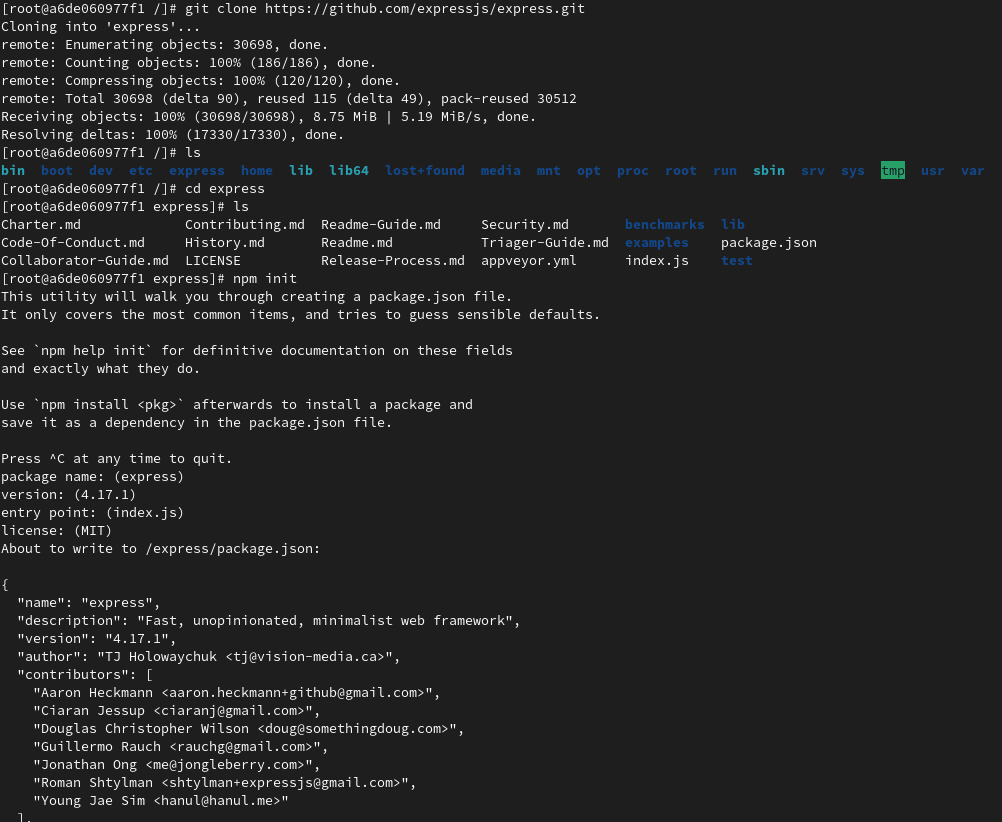 [root@a6de060977f1 /]# git clone https://github.com/expressjs/express.git
Cloning into 'express'...
remote: Enumerating objects: 30698, done.
remote: Counting objects: 100% (186/186), done.
remote: Compressing objects: 100% (120/120), done.
remote: Total 30698 (delta 90), reused 115 (delta 49), pack-reused 30512
Receiving objects: 100% (30698/30698), 8.75 MiB | 5.19 MiB/s, done.
Resolving deltas: 100% (17330/17330), done.
[root@a6de060977f1 /]# ls
bin  boot  dev  etc  express  home  lib  lib64  lost+found  media  mnt  opt  proc  root  run  sbin  srv  sys  tmp  usr  var
[root@a6de060977f1 /]# cd express
[root@a6de060977f1 express]# ls
Charter.md             Contributing.md  Readme-Guide.md     Security.md       benchmarks  lib
Code-Of-Conduct.md     History.md       Readme.md           Triager-Guide.md  examples    package.json
Collaborator-Guide.md  LICENSE          Release-Process.md  appveyor.yml      index.js    test
[root@a6de060977f1 express]# npm init
This utility will walk you through creating a package.json file.
It only covers the most common items, and tries to guess sensible defaults.

See `npm help init` for definitive documentation on these fields
and exactly what they do.

Use `npm install <pkg>` afterwards to install a package and
save it as a dependency in the package.json file.

Press ^C at any time to quit.
package name: (express)
version: (4.17.1)
entry point: (index.js)
license: (MIT)
About to write to /express/package.json:

{
  "name": "express",
  "description": "Fast, unopinionated, minimalist web framework",
  "version": "4.17.1",
  "author": "TJ Holowaychuk <tj@vision-media.ca>",
  "contributors": [
    "Aaron Heckmann <aaron.heckmann+github@gmail.com>",
    "Ciaran Jessup <ciaranj@gmail.com>",
    "Douglas Christopher Wilson <doug@somethingdoug.com>",
    "Guillermo Rauch <rauchg@gmail.com>",
    "Jonathan Ong <me@jongleberry.com>",
    "Roman Shtylman <shtylman+expressjs@gmail.com>",
    "Young Jae Sim <hanul@hanul.me>"
  ],